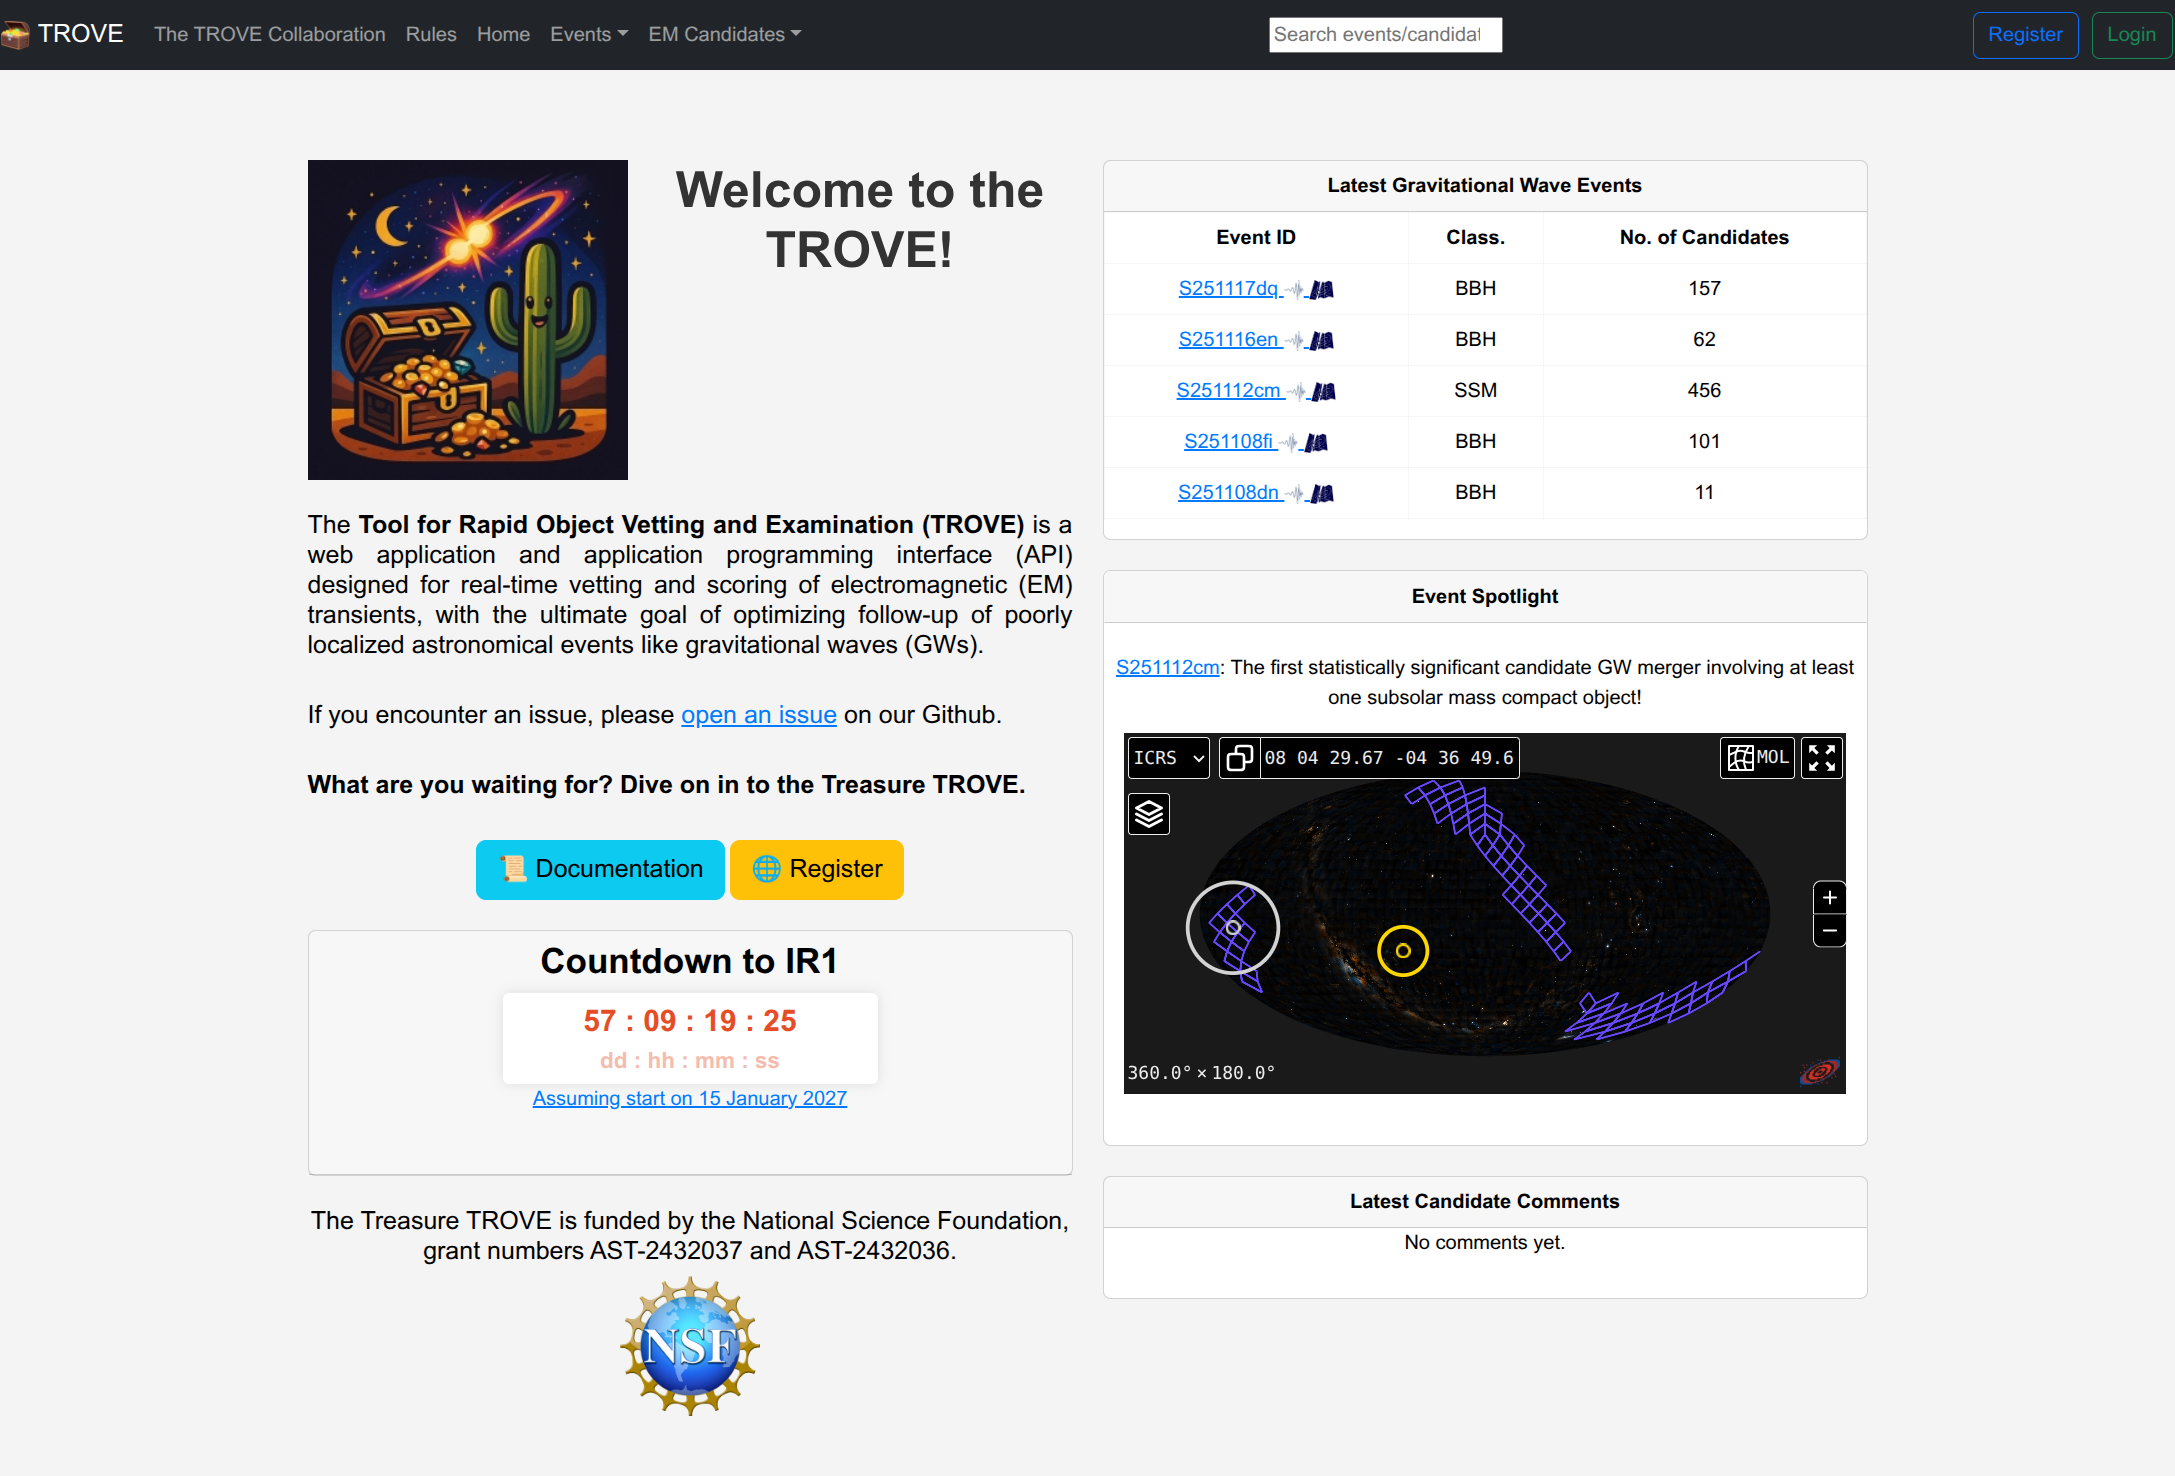 TROVE The TROVE Collaboration Rules Home Events EM Candidates Search events/candidat Register Login
Welcome to the
TROVE!
The Tool for Rapid Object Vetting and Examination (TROVE) is a
web application and application programming interface (API)
designed for real-time vetting and scoring of electromagnetic (EM)
transients, with the ultimate goal of optimizing follow-up of poorly
localized astronomical events like gravitational waves (GWs).
If you encounter an issue, please open an issue on our Github.
What are you waiting for? Dive on in to the Treasure TROVE.
Documentation Register
Countdown to IR1
57 : 09 : 19 : 25
dd : hh : mm : ss
Assuming start on 15 January 2027
The Treasure TROVE is funded by the National Science Foundation,
grant numbers AST-2432037 and AST-2432036.
NSF
Latest Gravitational Wave Events
Event ID Class. No. of Candidates
S251117dq BBH 157
S251116en BBH 62
S251112cm SSM 456
S251108fi BBH 101
S251108dn BBH 11
Event Spotlight
S251112cm: The first statistically significant candidate GW merger involving at least
one subsolar mass compact object!
ICRS 08 04 29.67 -04 36 49.6 MOL
+
−
360.0° × 180.0°
Latest Candidate Comments
No comments yet.